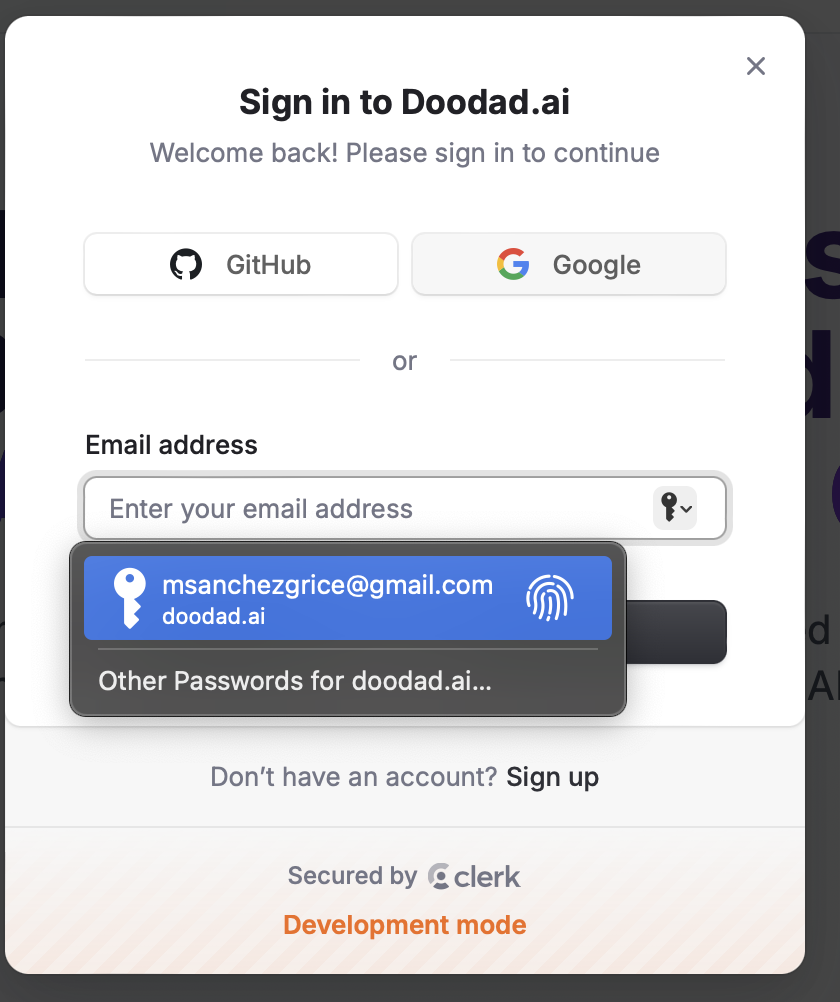 Sign in to Doodad.ai
Welcome back! Please sign in to continue
GitHub
Google
or
Email address
Enter your email address
msanchezgrice@gmail.com
doodad.ai
Other Passwords for doodad.ai...
Don’t have an account? Sign up
Secured by clerk
Development mode